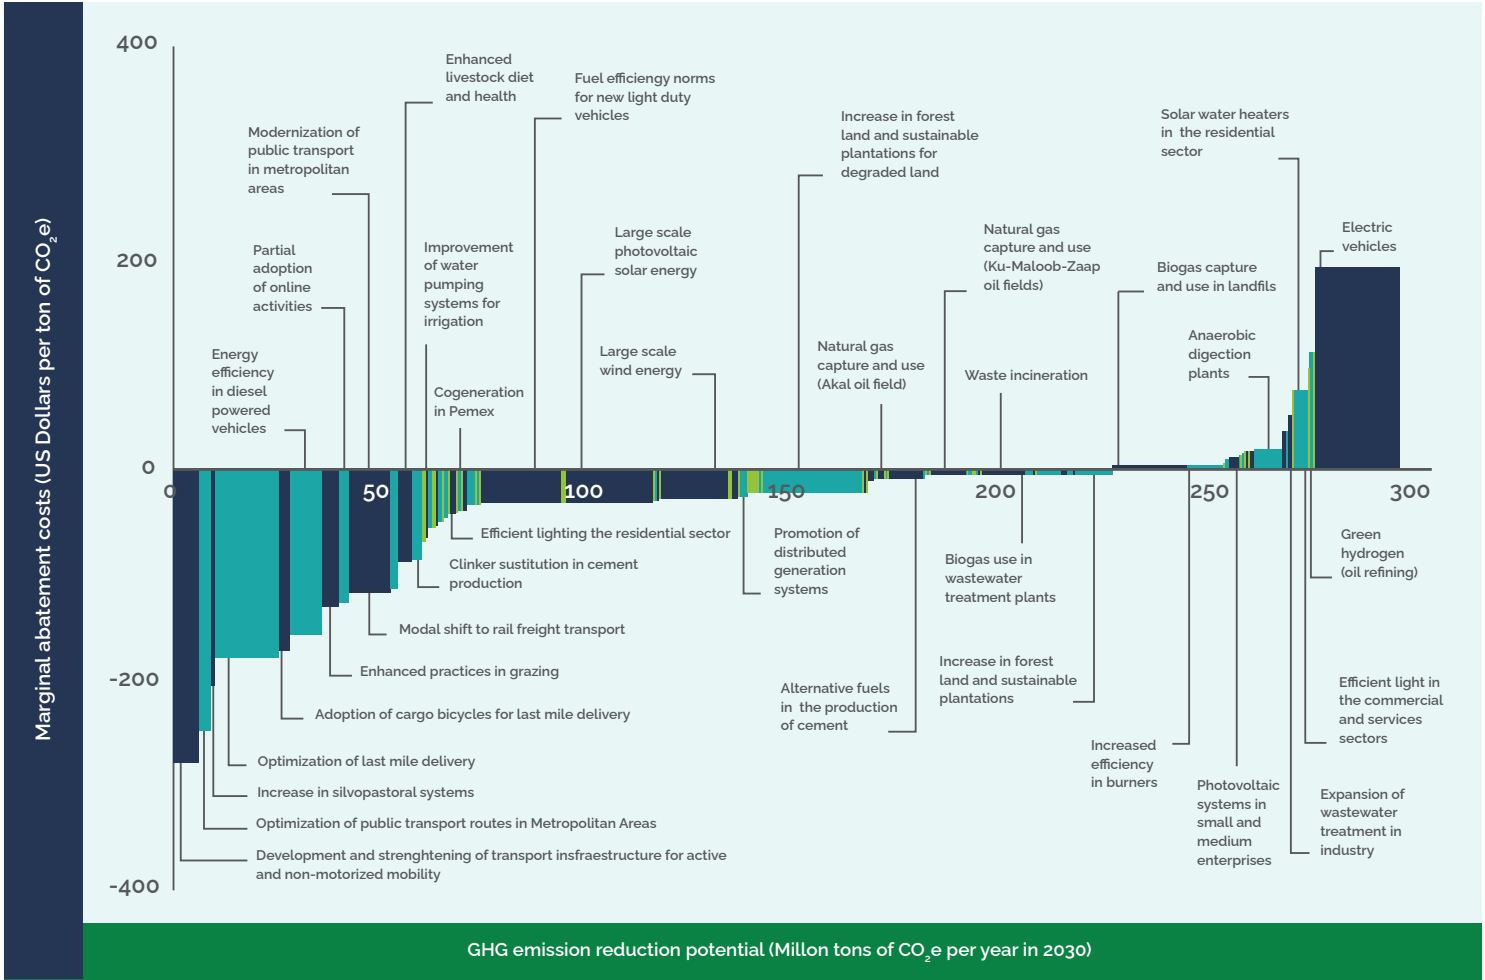 Marginal abatement costs (US Dollars per ton of CO2e)
400
200
0
-200
-400
0
50
100
150
200
250
300
Enhanced
livestock diet
and health
Fuel efficiengy norms
for new light duty
vehicles
Modernization of
public transport
in metropolitan
areas
Increase in forest
land and sustainable
plantations for
degraded land
Solar water heaters
in the residential
sector
Partial
adoption
of online
activities
Improvement
of water
pumping
systems for
irrigation
Large scale
photovoltaic
solar energy
Natural gas
capture and use
(Ku-Maloob-Zaap
oil fields)
Electric
vehicles
Biogas capture
and use in landfils
Energy
efficiency
in diesel
powered
vehicles
Cogeneration
in Pemex
Large scale
wind energy
Natural gas
capture and use
(Akal oil field)
Waste incineration
Anaerobic
digection
plants
Efficient lighting the residential sector
Clinker sustitution in cement
production
Modal shift to rail freight transport
Enhanced practices in grazing
Adoption of cargo bicycles for last mile delivery
Optimization of last mile delivery
Increase in silvopastoral systems
Optimization of public transport routes in Metropolitan Areas
Development and strenghtening of transport insfraestructure for active
and non-motorized mobility
Promotion of
distributed
generation
systems
Alternative fuels
in the production
of cement
Biogas use in
wastewater
treatment plants
Increase in forest
land and sustainable
plantations
Increased
efficiency
in burners
Photovoltaic
systems in
small and
medium
enterprises
Green
hydrogen
(oil refining)
Efficient light in
the commercial
and services
sectors
Expansion of
wastewater
treatment in
industry
GHG emission reduction potential (Millon tons of CO2e per year in 2030)